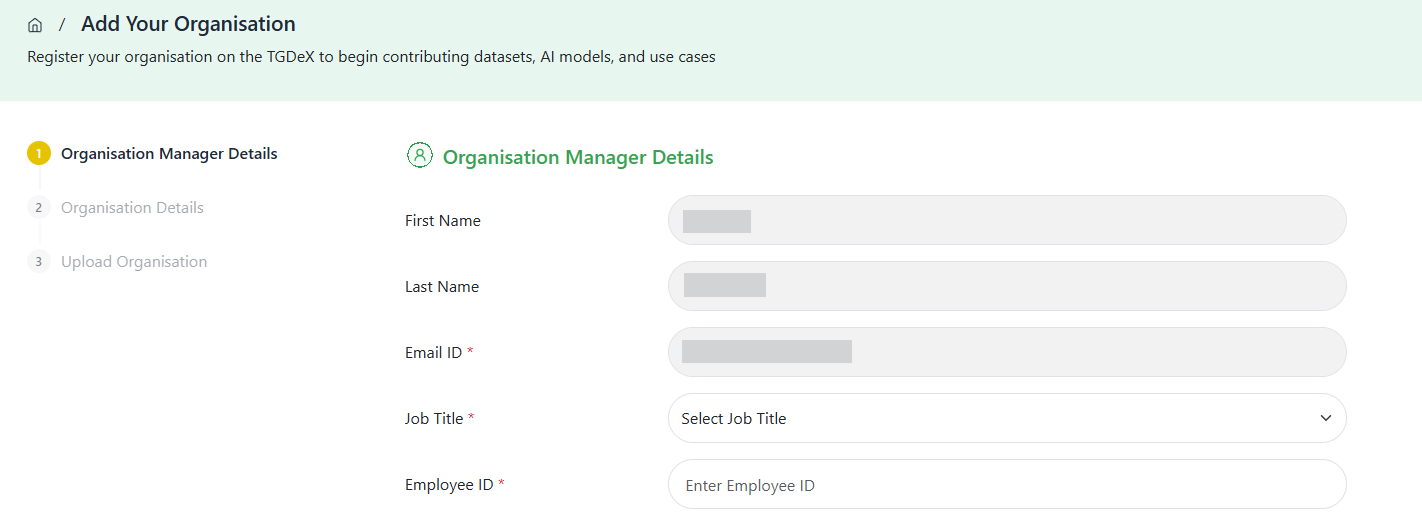 / Add Your Organisation
Register your organisation on the TGDeX to begin contributing datasets, AI models, and use cases
1 Organisation Manager Details
2 Organisation Details
3 Upload Organisation
Organisation Manager Details
First Name
Last Name
Email ID *
Job Title * Select Job Title
Employee ID * Enter Employee ID